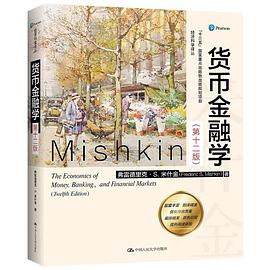 Pearson
"十三五"国家重点出版物出版规划项目
经济科学译丛
货币金融学
（第十二版）
Mishkin
The Economics of
Money, Banking, and Financial Markets
(Twelfth Edition)
弗雷德里克·S.米什金(Frederic S. Mishkin) 著
中国人民大学出版社